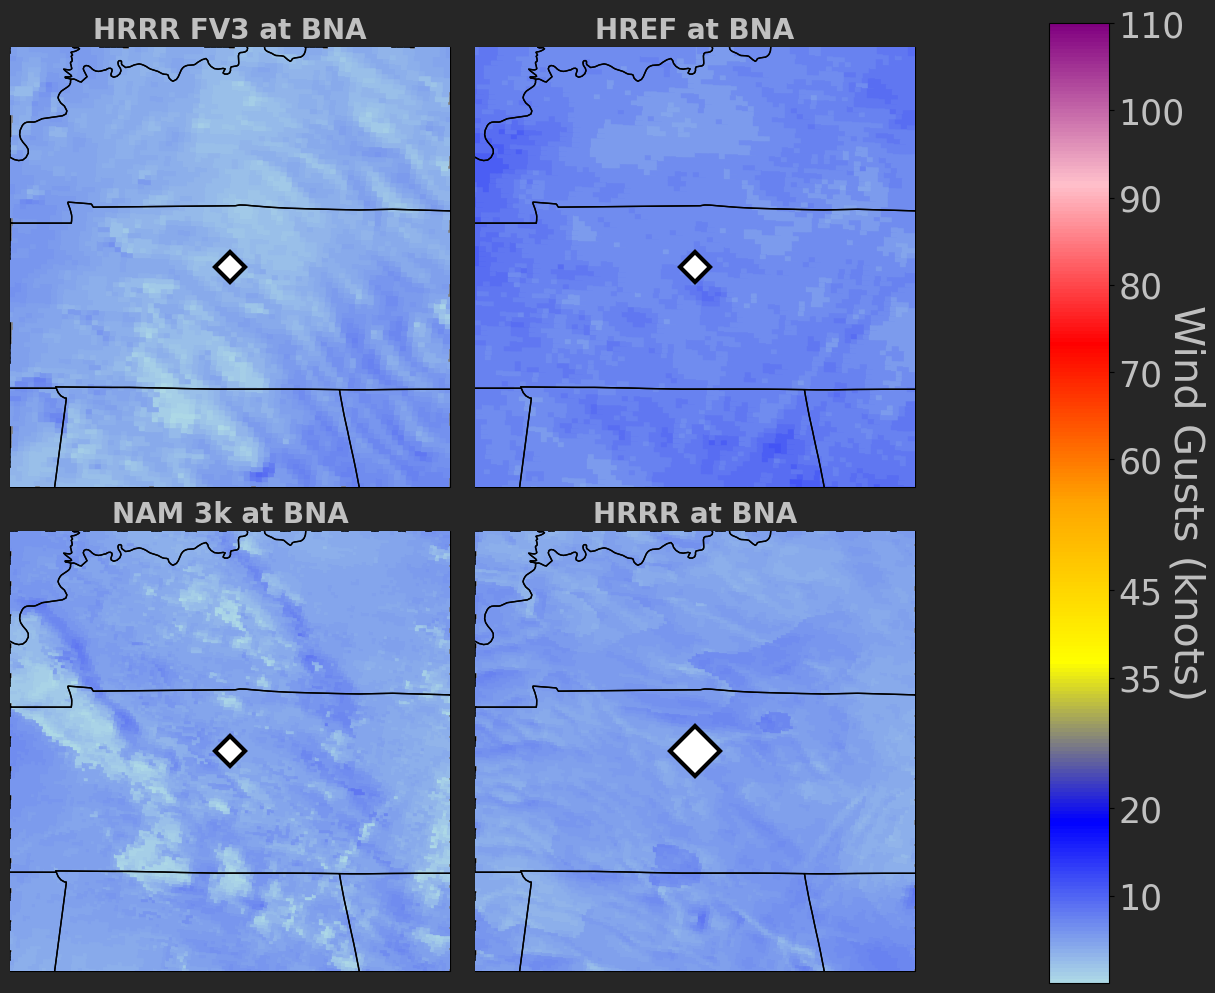 HRRR FV3 at BNA
HREF at BNA
NAM 3k at BNA
HRRR at BNA
110
100
90
80
70
60
45
35
20
10
Wind Gusts (knots)